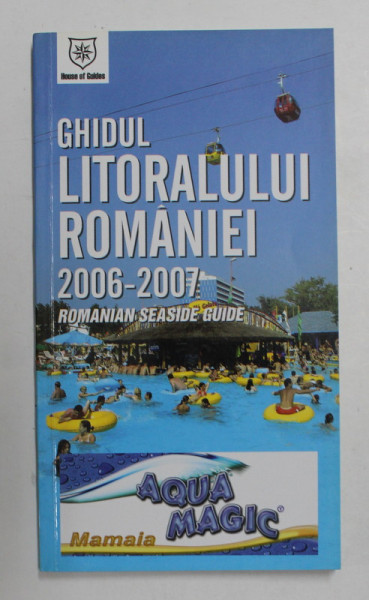 House of Guides
GHIDUL
LITORALULUI
ROMÂNIEI
2006-2007
ROMANIAN SEASIDE GUIDE
AQUA
MAGIC®
Mamaia